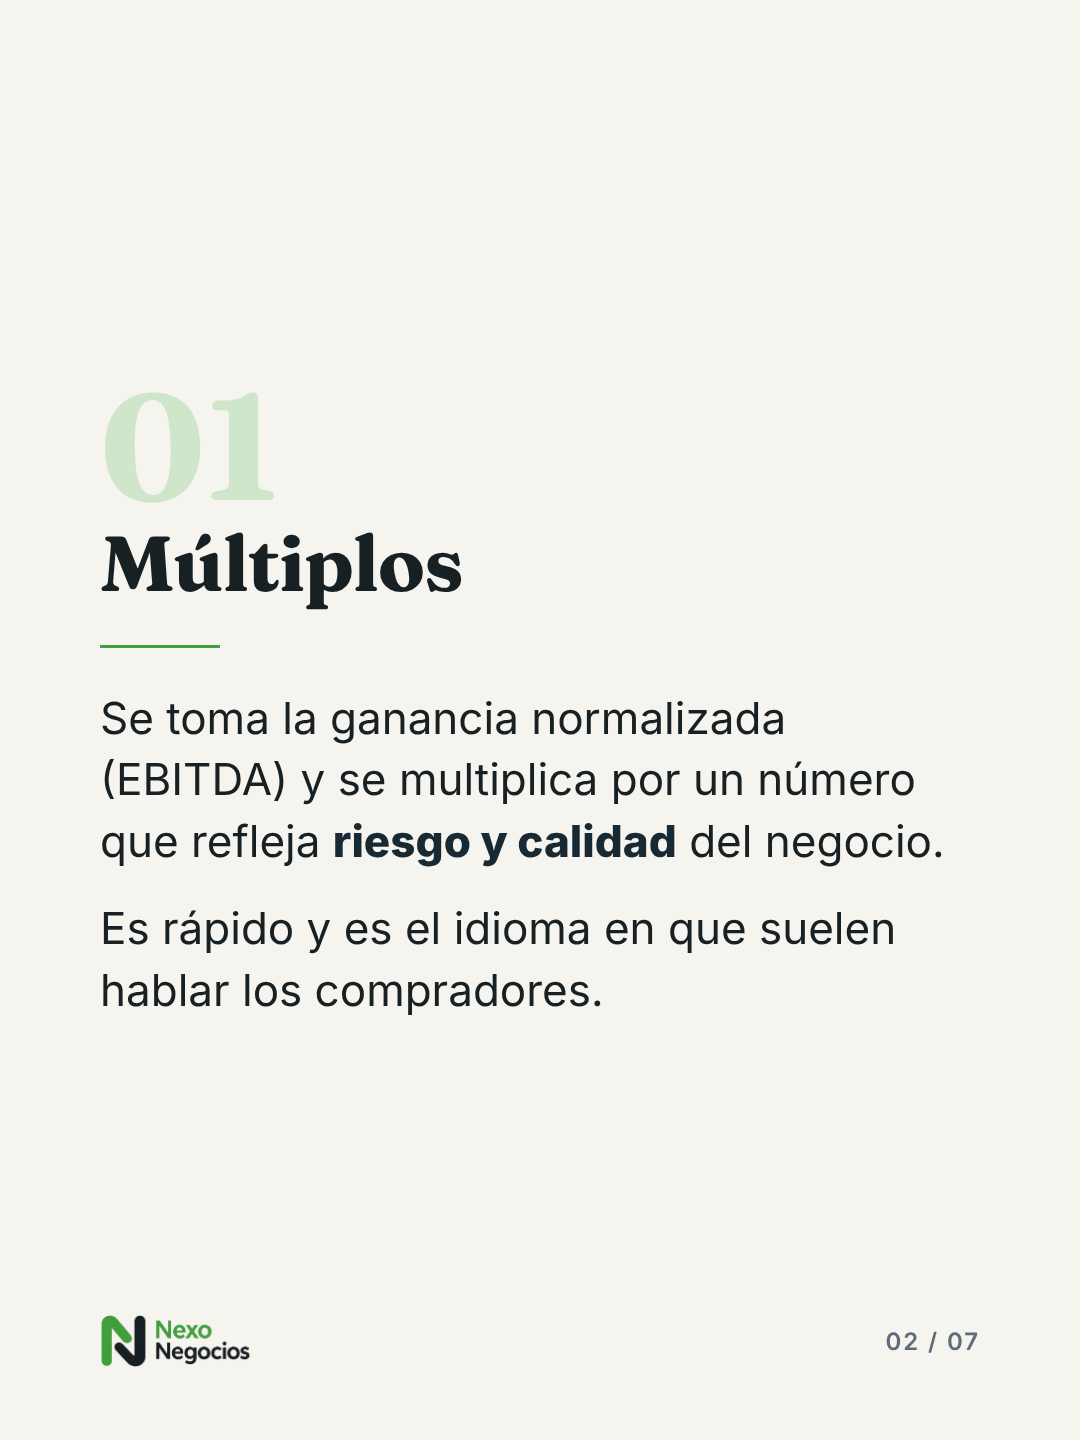 01
Múltiplos
Se toma la ganancia normalizada
(EBITDA) y se multiplica por un número
que refleja riesgo y calidad del negocio.
Es rápido y es el idioma en que suelen
hablar los compradores.
Nexo
Negocios
02 / 07